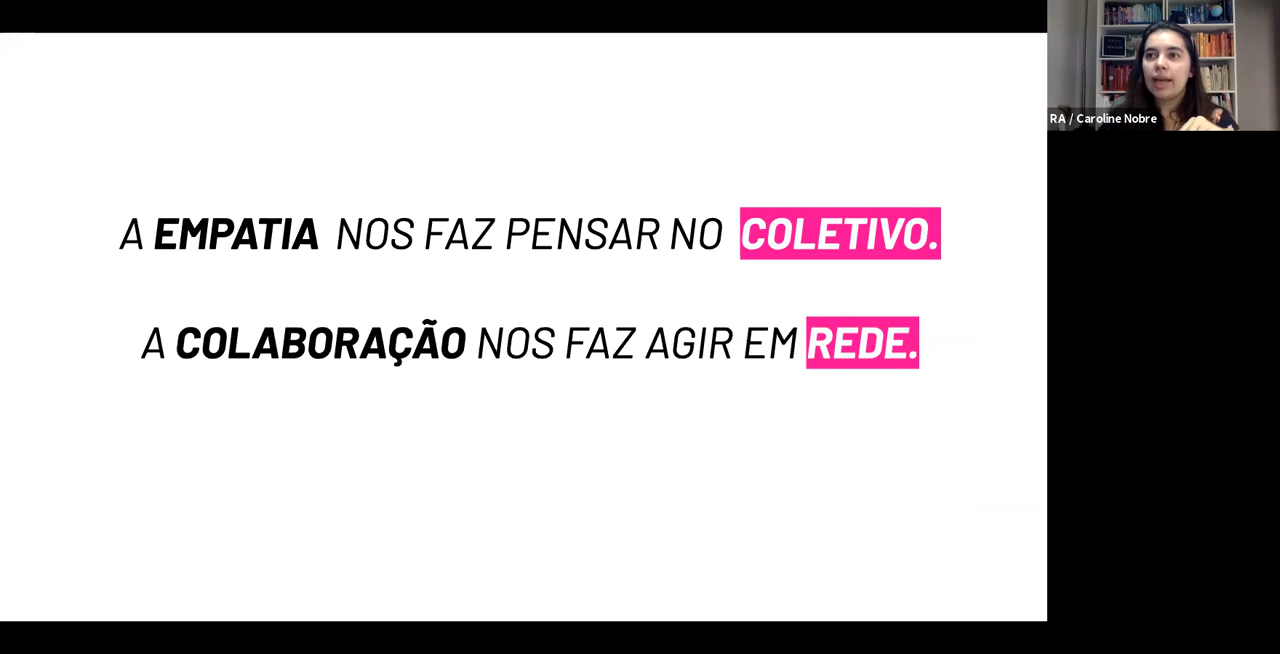 A EMPATIA NOS FAZ PENSAR NO COLETIVO.
A COLABORAÇÃO NOS FAZ AGIR EM REDE.
RA / Caroline Nobre